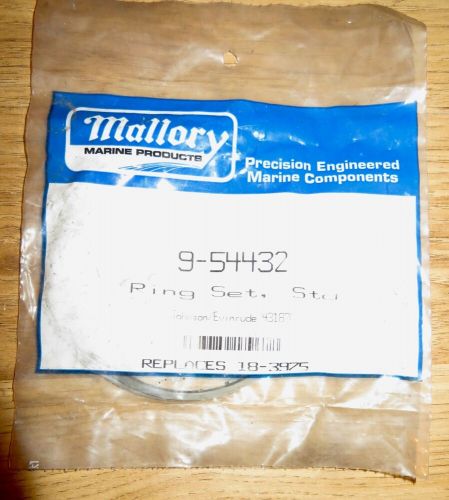 Mallory
MARINE PRODUCTS
Precision Engineered
Marine Components
9-54432
Ring Set, Std
Johnson/Evinrude
REPLACES 18-3975